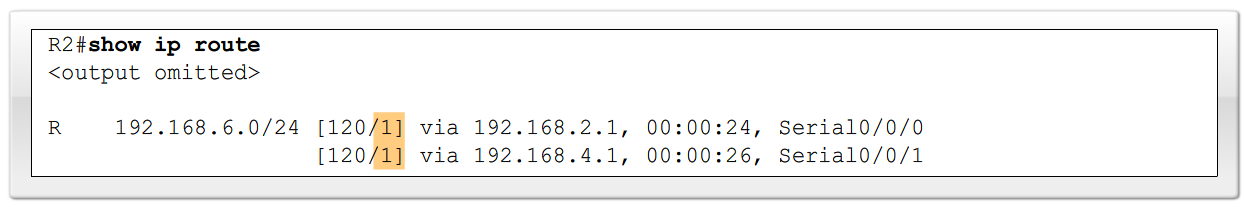 R2#show ip route
<output omitted>
R    192.168.6.0/24 [120/1] via 192.168.2.1, 00:00:24, Serial0/0/0
                    [120/1] via 192.168.4.1, 00:00:26, Serial0/0/1